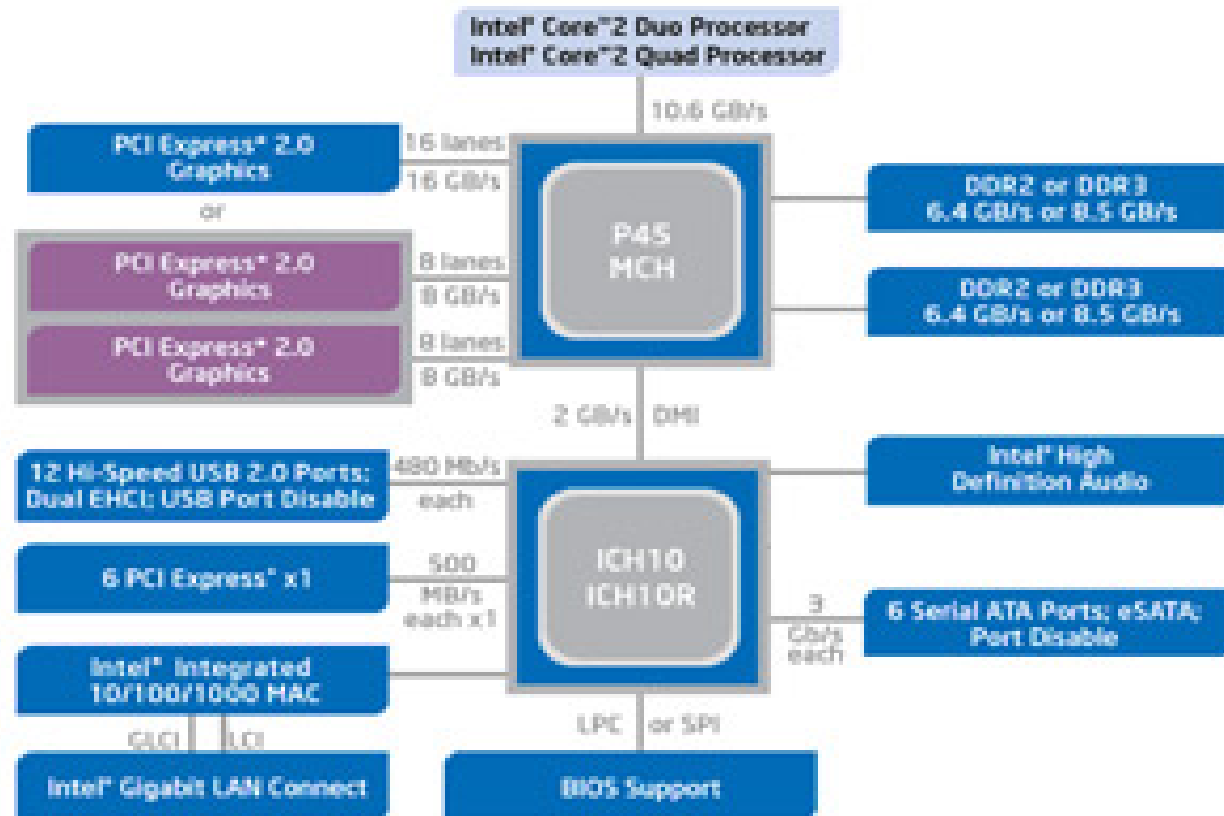 Intel® Core™2 Duo Processor
Intel® Core™2 Quad Processor
10.6 GB/s
PCI Express* 2.0
Graphics
16 lanes
16 GB/s
or
PCI Express* 2.0
Graphics
8 lanes
8 GB/s
PCI Express* 2.0
Graphics
8 lanes
8 GB/s
P45
MCH
DDR2 or DDR3
6.4 GB/s or 8.5 GB/s
DDR2 or DDR3
6.4 GB/s or 8.5 GB/s
2 GB/s DMI
12 Hi-Speed USB 2.0 Ports;
Dual EHCI; USB Port Disable
480 Mb/s
each
6 PCI Express* x1
500
MB/s
each x1
Intel® Integrated
10/100/1000 MAC
GLCI LCI
Intel® Gigabit LAN Connect
ICH10
ICH10R
Intel® High
Definition Audio
3
Gb/s
each
6 Serial ATA Ports; eSATA;
Port Disable
LPC or SPI
BIOS Support